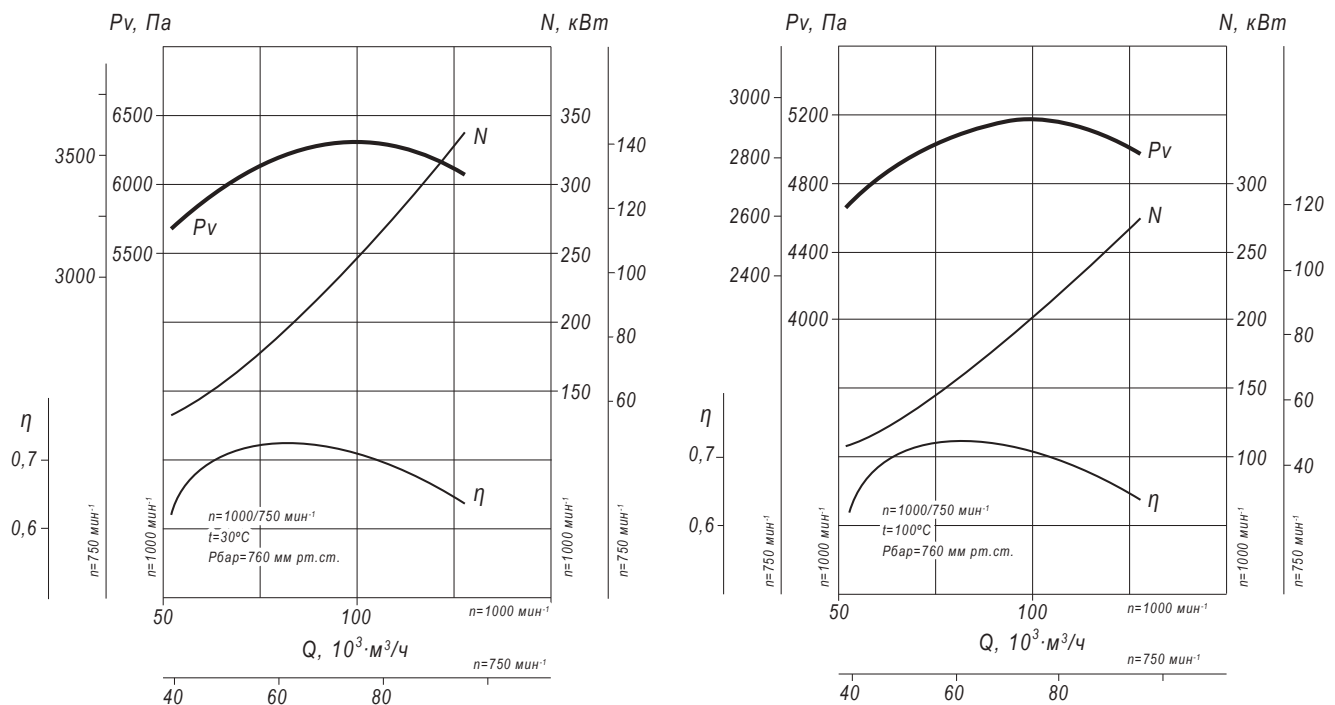 Pv, Па
N, кВт
6500
350
N
3500
140
6000
300
120
Pv
5500
250
3000
100
200
80
150
60
η
0,7
η
0,6
n=750 мин-¹
n=1000 мин-¹
n=1000/750 мин-¹
t=30ºC
Рбар=760 мм рт.ст.
n=1000 мин-¹
n=750 мин-¹
50
100
n=1000 мин-¹
Q, 10³·м³/ч
n=750 мин-¹
40
60
80
Pv, Па
N, кВт
3000
5200
2800
Pv
4800
300
2600
N
120
4400
250
2400
100
4000
200
80
150
60
η
0,7
100
40
η
0,6
n=750 мин-¹
n=1000 мин-¹
n=1000/750 мин-¹
t=100ºC
Рбар=760 мм рт.ст.
n=1000 мин-¹
n=750 мин-¹
50
100
n=1000 мин-¹
Q, 10³·м³/ч
n=750 мин-¹
40
60
80